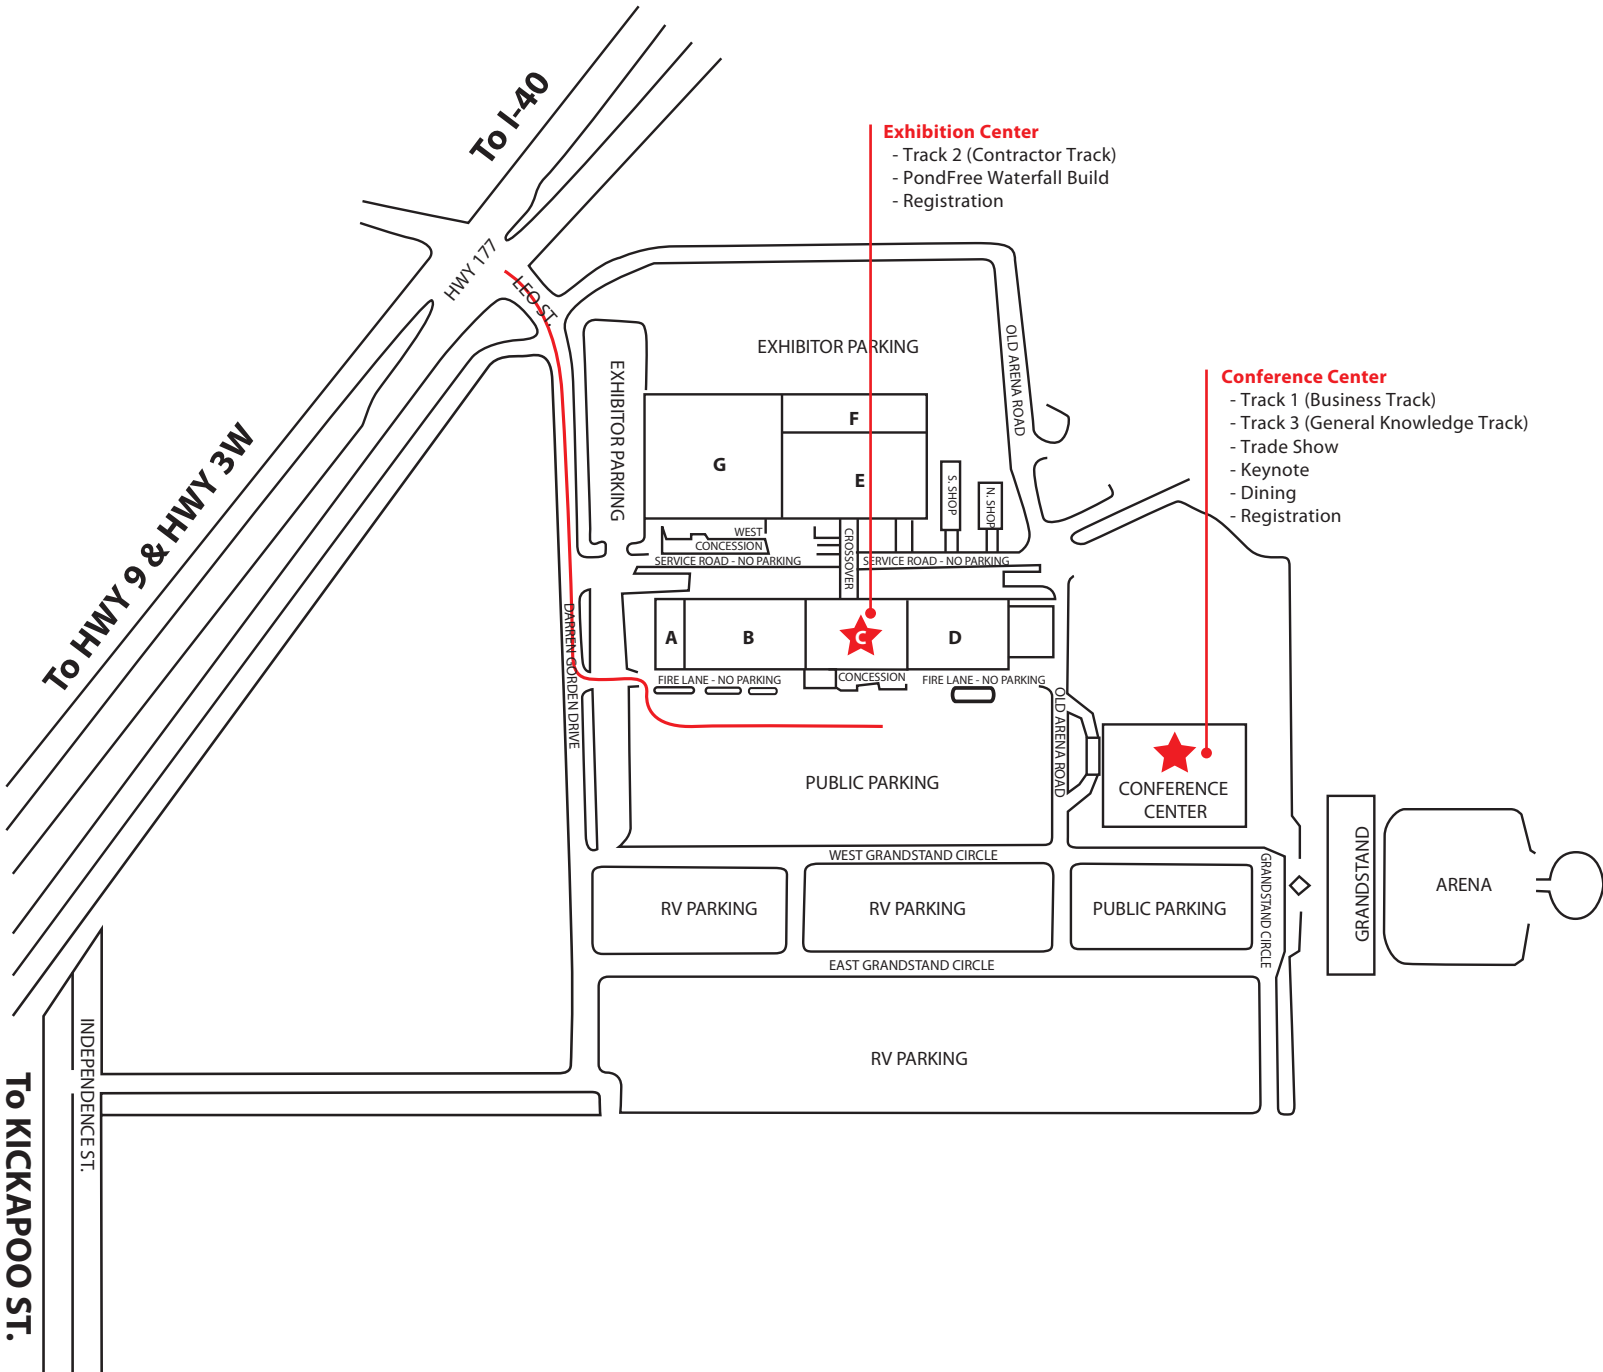 To I-40
Exhibition Center
- Track 2 (Contractor Track)
- PondFree Waterfall Build
- Registration
HWY 177
LEO ST.
EXHIBITOR PARKING
OLD ARENA ROAD
EXHIBITOR PARKING
Conference Center
- Track 1 (Business Track)
- Track 3 (General Knowledge Track)
- Trade Show
- Keynote
- Dining
- Registration
F
G
E
S. SHOP
N. SHOP
To HWY 9 & HWY 3W
WEST
CONCESSION
CROSSOVER
SERVICE ROAD - NO PARKING
SERVICE ROAD - NO PARKING
DARREN GORDEN DRIVE
A
B
C
D
FIRE LANE - NO PARKING
CONCESSION
FIRE LANE - NO PARKING
OLD ARENA ROAD
PUBLIC PARKING
CONFERENCE
CENTER
WEST GRANDSTAND CIRCLE
GRANDSTAND CIRCLE
GRANDSTAND
ARENA
RV PARKING
RV PARKING
PUBLIC PARKING
EAST GRANDSTAND CIRCLE
RV PARKING
INDEPENDENCE ST.
To KICKAPOO ST.